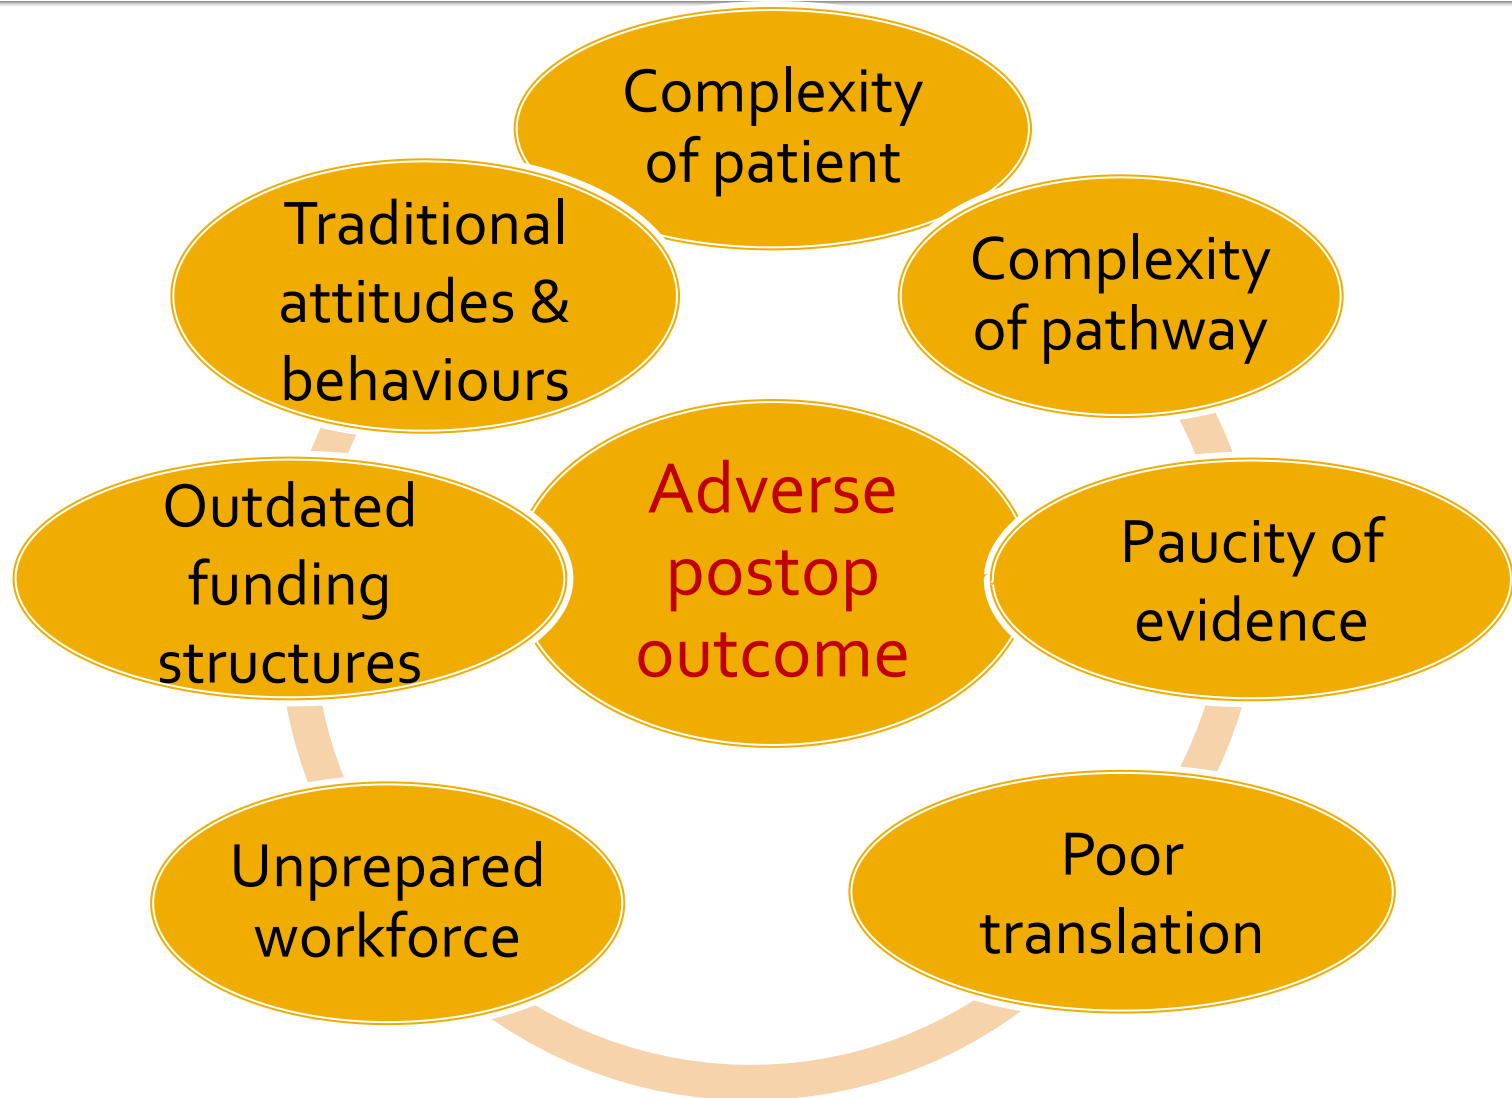 Complexity
of patient
Complexity
of pathway
Paucity of
evidence
Poor
translation
Unprepared
workforce
Outdated
funding
structures
Traditional
attitudes &
behaviours
Adverse
postop
outcome